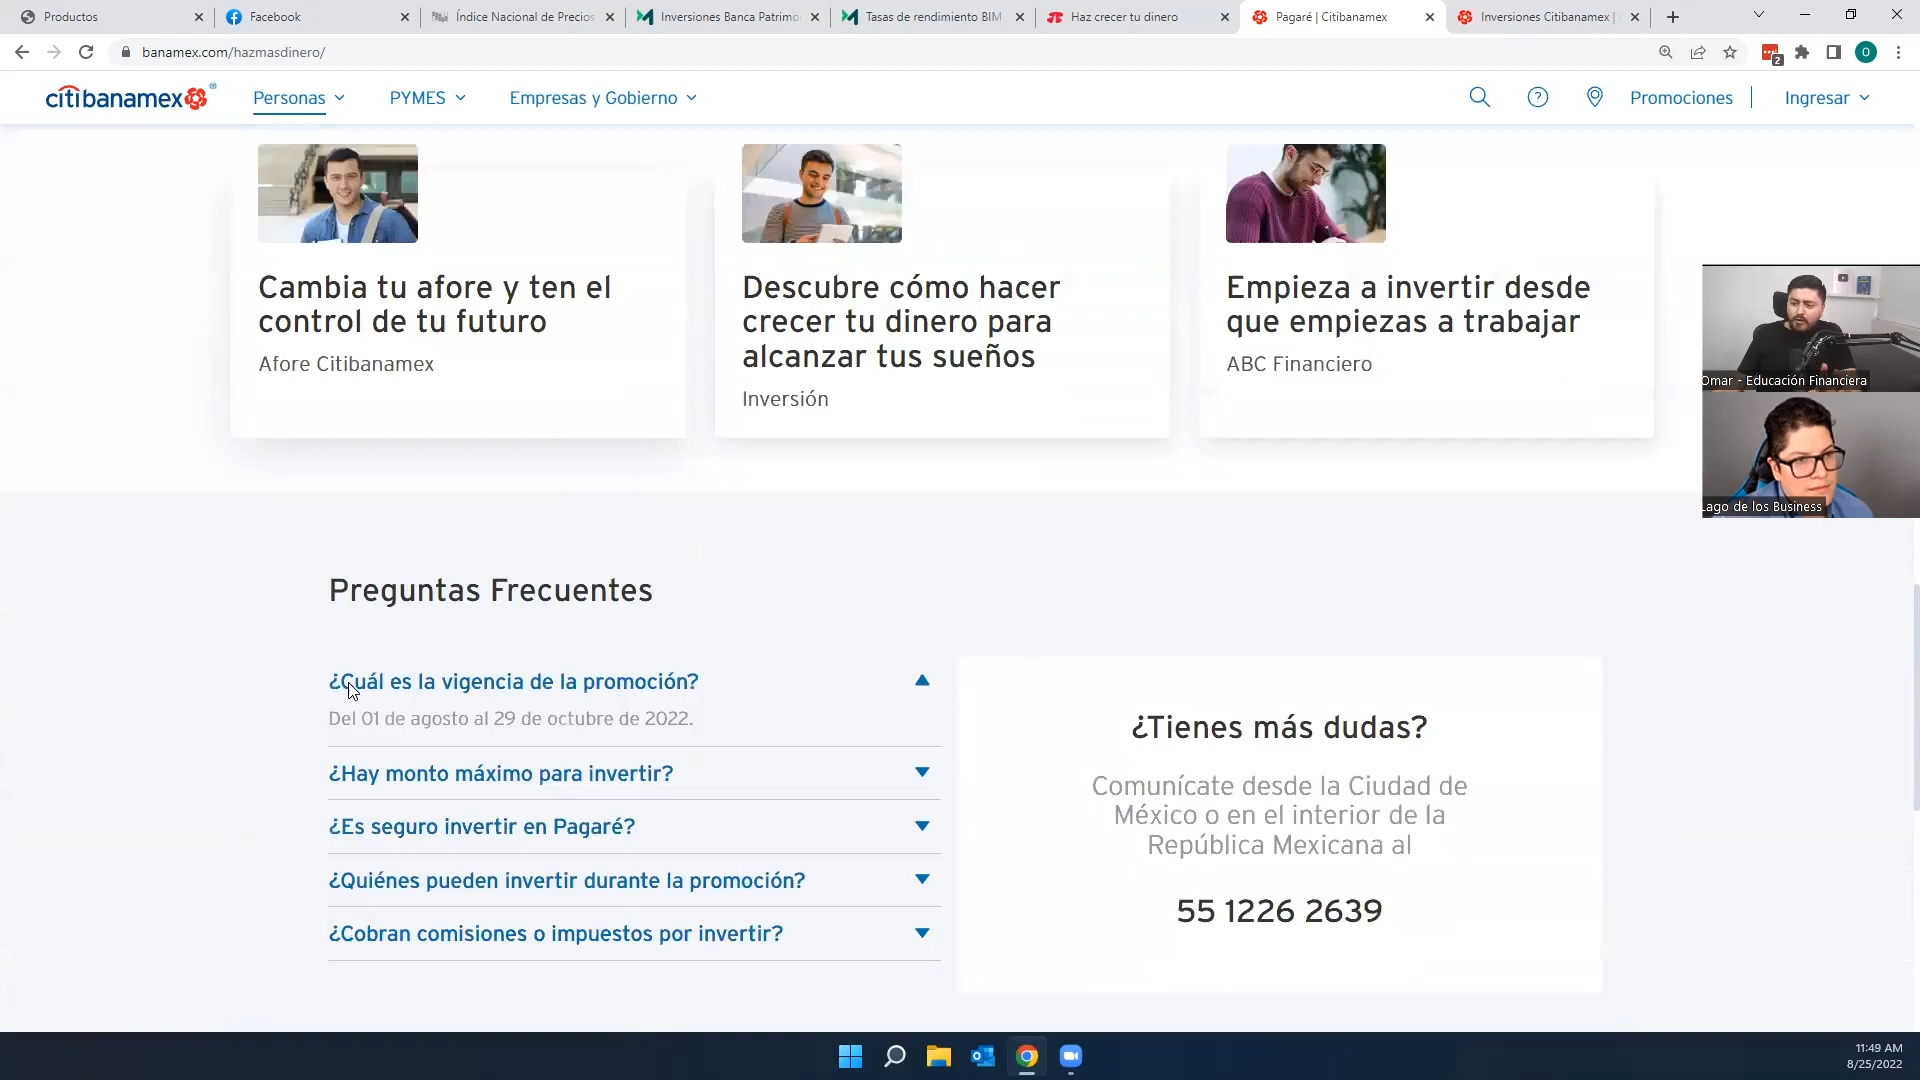 Productos
Facebook
Índice Nacional de Precios
Inversiones Banca Patrimo
Tasas de rendimiento BIM
Haz crecer tu dinero
Pagaré | Citibanamex
Inversiones Citibanamex |
banamex.com/hazmasdinero/
2
O
citibanamex
Personas
PYMES
Empresas y Gobierno
Promociones
Ingresar
Cambia tu afore y ten el
control de tu futuro
Afore Citibanamex
Descubre cómo hacer
crecer tu dinero para
alcanzar tus sueños
Inversión
Empieza a invertir desde
que empiezas a trabajar
ABC Financiero
Omar - Educación Financiera
Lago de los Business
Preguntas Frecuentes
¿Cuál es la vigencia de la promoción?
Del 01 de agosto al 29 de octubre de 2022.
¿Hay monto máximo para invertir?
¿Es seguro invertir en Pagaré?
¿Quiénes pueden invertir durante la promoción?
¿Cobran comisiones o impuestos por invertir?
¿Tienes más dudas?
Comunícate desde la Ciudad de
México o en el interior de la
República Mexicana al
55 1226 2639
11:49 AM
8/25/2022